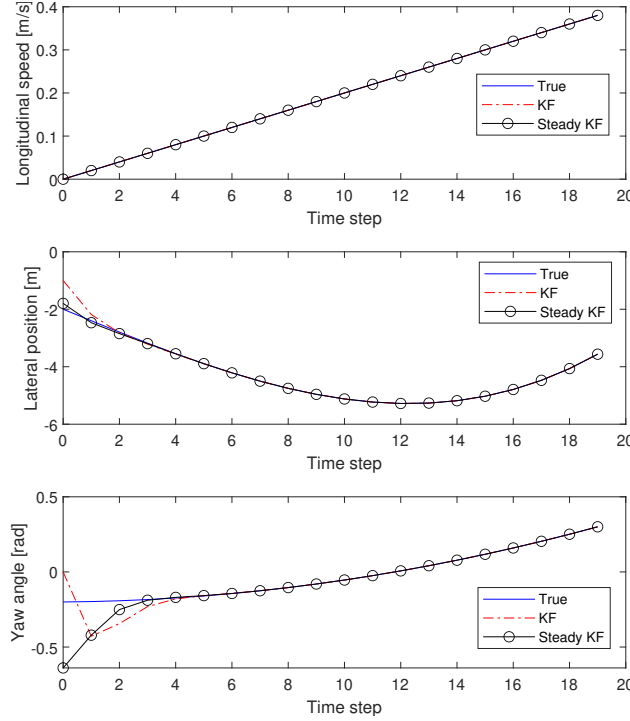 0.4
0.3
0.2
0.1
0
Longitudinal speed [m/s]
True
KF
Steady KF
0 2 4 6 8 10 12 14 16 18 20
Time step
0
-2
-4
-6
Lateral position [m]
True
KF
Steady KF
0 2 4 6 8 10 12 14 16 18 20
Time step
0.5
0
-0.5
Yaw angle [rad]
True
KF
Steady KF
0 2 4 6 8 10 12 14 16 18 20
Time step